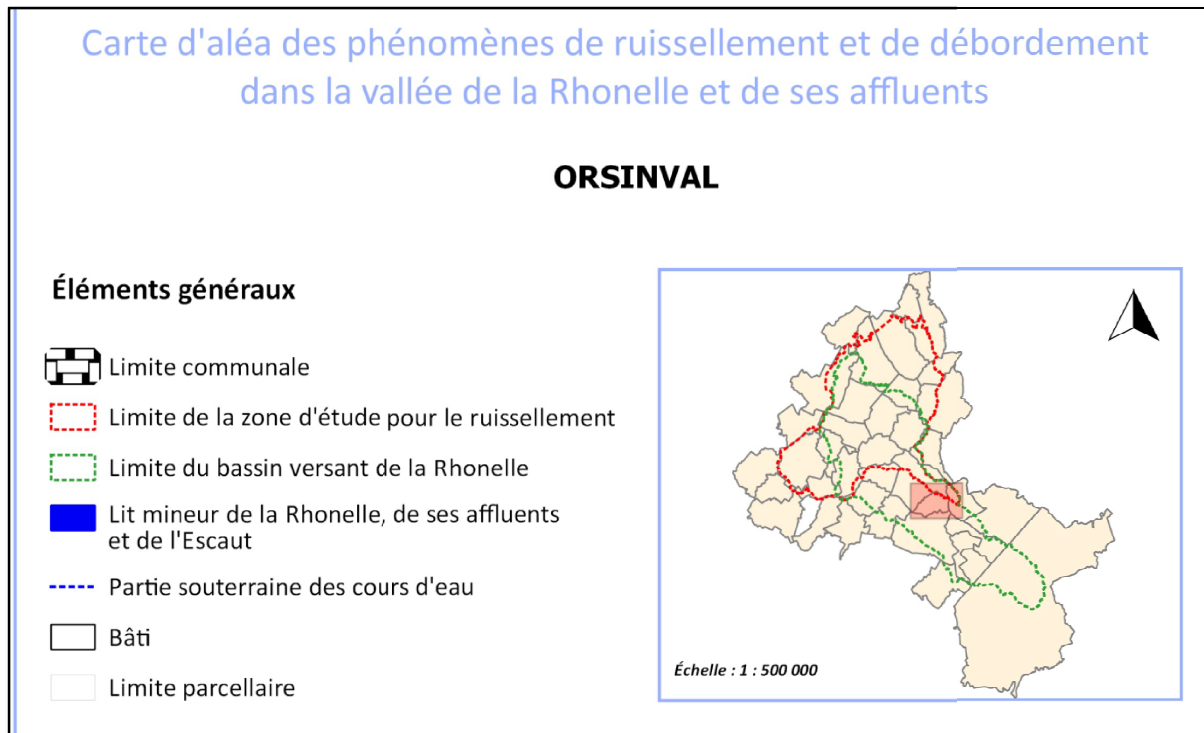 Carte d'aléa des phénomènes de ruissellement et de débordement
dans la vallée de la Rhonelle et de ses affluents
ORSINVAL
Éléments généraux
Limite communale
Limite de la zone d'étude pour le ruissellement
Limite du bassin versant de la Rhonelle
Lit mineur de la Rhonelle, de ses affluents
et de l'Escaut
Partie souterraine des cours d'eau
Bâti
Limite parcellaire
Échelle : 1 : 500 000